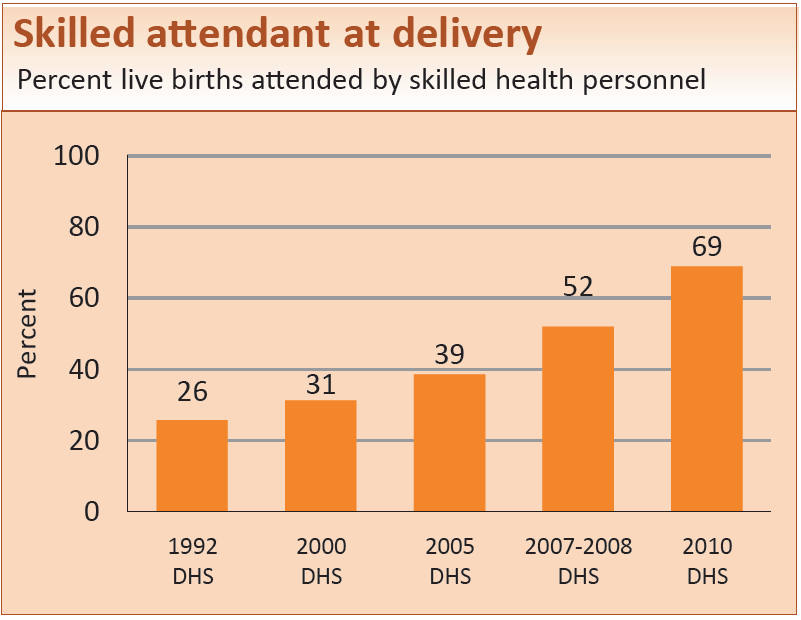 Skilled attendant at delivery
Percent live births attended by skilled health personnel
Percent
100
80
60
40
20
0
26
31
39
52
69
1992 2000 2005 2007-2008 2010
DHS DHS DHS DHS DHS